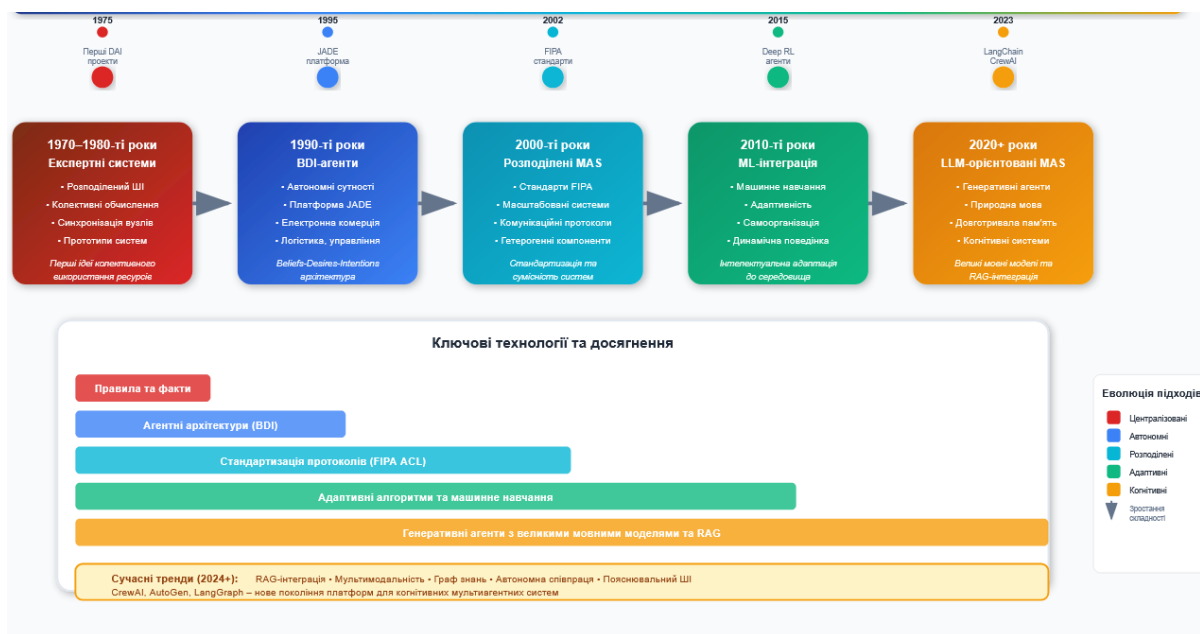 1975
Перші DAI
проекти
1995
JADE
платформа
2002
FIPA
стандарти
2015
Deep RL
агенти
2023
LangChain
CrewAI
1970–1980-ті роки
Експертні системи
• Розподілений ШІ
• Колективні обчислення
• Синхронізація вузлів
• Прототипи систем
Перші ідеї колективного
використання ресурсів
1990-ті роки
BDI-агенти
• Автономні сутності
• Платформа JADE
• Електронна комерція
• Логістика, управління
Beliefs-Desires-Intentions
архітектура
2000-ті роки
Розподілені MAS
• Стандарти FIPA
• Масштабовані системи
• Комунікаційні протоколи
• Гетерогенні компоненти
Стандартизація та
сумісність систем
2010-ті роки
ML-інтеграція
• Машинне навчання
• Адаптивність
• Самоорганізація
• Динамічна поведінка
Інтелектуальна адаптація
до середовища
2020+ роки
LLM-орієнтовані MAS
• Генеративні агенти
• Природна мова
• Довготривала пам'ять
• Когнітивні системи
Великі мовні моделі та
RAG-інтеграція
Ключові технології та досягнення
Правила та факти
Агентні архітектури (BDI)
Стандартизація протоколів (FIPA ACL)
Адаптивні алгоритми та машинне навчання
Генеративні агенти з великими мовними моделями та RAG
Сучасні тренди (2024+): RAG-інтеграція • Мультимодальність • Граф знань • Автономна співпраця • Пояснювальний ШІ
CrewAI, AutoGen, LangGraph – нове покоління платформ для когнітивних мультиагентних систем
Еволюція підходів
Централізовані
Автономні
Розподілені
Адаптивні
Когнітивні
Зростання
складності